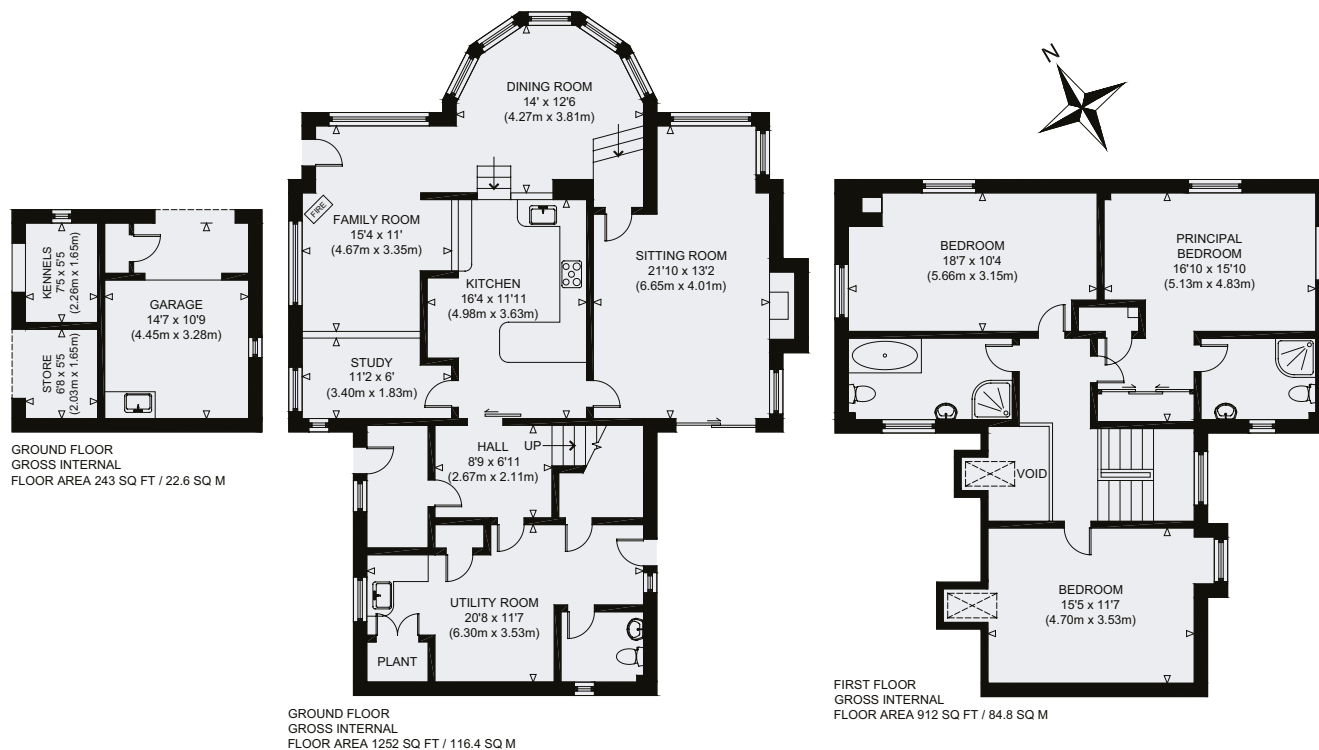 KENNELS
7'5 x 5'5
(2.26m x 1.65m)
STORE
6'8 x 5'5
(2.03m x 1.65m)
GARAGE
14'7 x 10'9
(4.45m x 3.28m)
GROUND FLOOR
GROSS INTERNAL
FLOOR AREA 243 SQ FT / 22.6 SQ M
DINING ROOM
14' x 12'6
(4.27m x 3.81m)
FIRE
FAMILY ROOM
15'4 x 11'
(4.67m x 3.35m)
KITCHEN
16'4 x 11'11
(4.98m x 3.63m)
SITTING ROOM
21'10 x 13'2
(6.65m x 4.01m)
STUDY
11'2 x 6'
(3.40m x 1.83m)
HALL
8'9 x 6'11
(2.67m x 2.11m)
UP
UTILITY ROOM
20'8 x 11'7
(6.30m x 3.53m)
PLANT
GROUND FLOOR
GROSS INTERNAL
FLOOR AREA 1252 SQ FT / 116.4 SQ M
N
BEDROOM
18'7 x 10'4
(5.66m x 3.15m)
PRINCIPAL
BEDROOM
16'10 x 15'10
(5.13m x 4.83m)
VOID
BEDROOM
15'5 x 11'7
(4.70m x 3.53m)
FIRST FLOOR
GROSS INTERNAL
FLOOR AREA 912 SQ FT / 84.8 SQ M